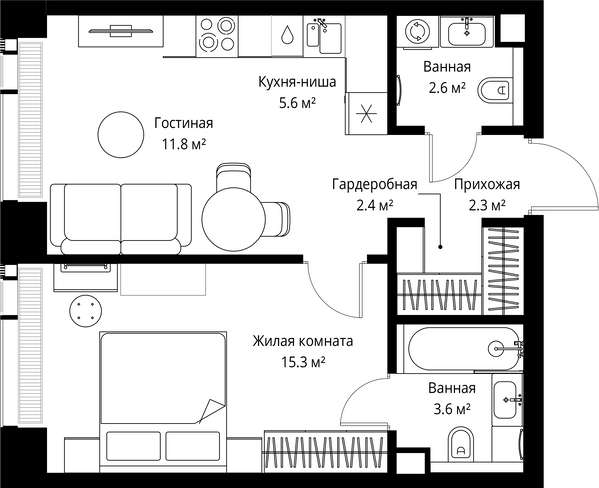 Ванная
2.6 м²
Кухня-ниша
5.6 м²
Гостиная
11.8 м²
Гардеробная
2.4 м²
Прихожая
2.3 м²
Жилая комната
15.3 м²
Ванная
3.6 м²